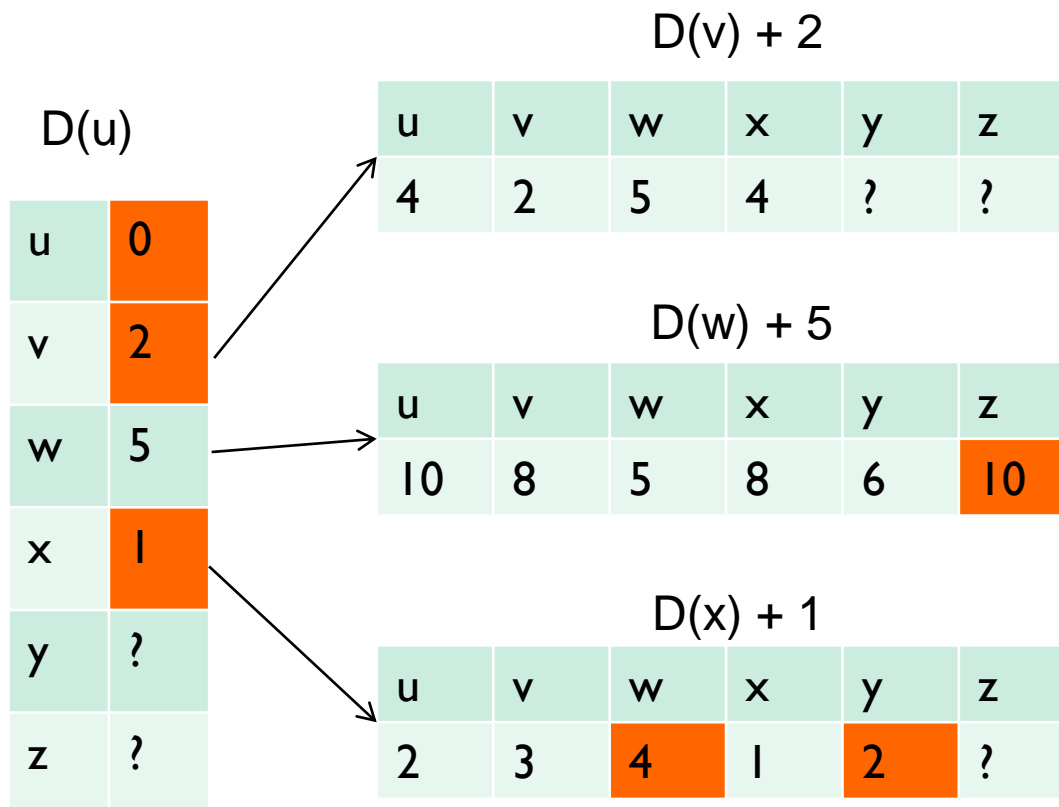 D(u)
u 0
v 2
w 5
x 1
y ?
z ?
D(v) + 2
u v w x y z
4 2 5 4 ? ?
D(w) + 5
u v w x y z
10 8 5 8 6 10
D(x) + 1
u v w x y z
2 3 4 1 2 ?